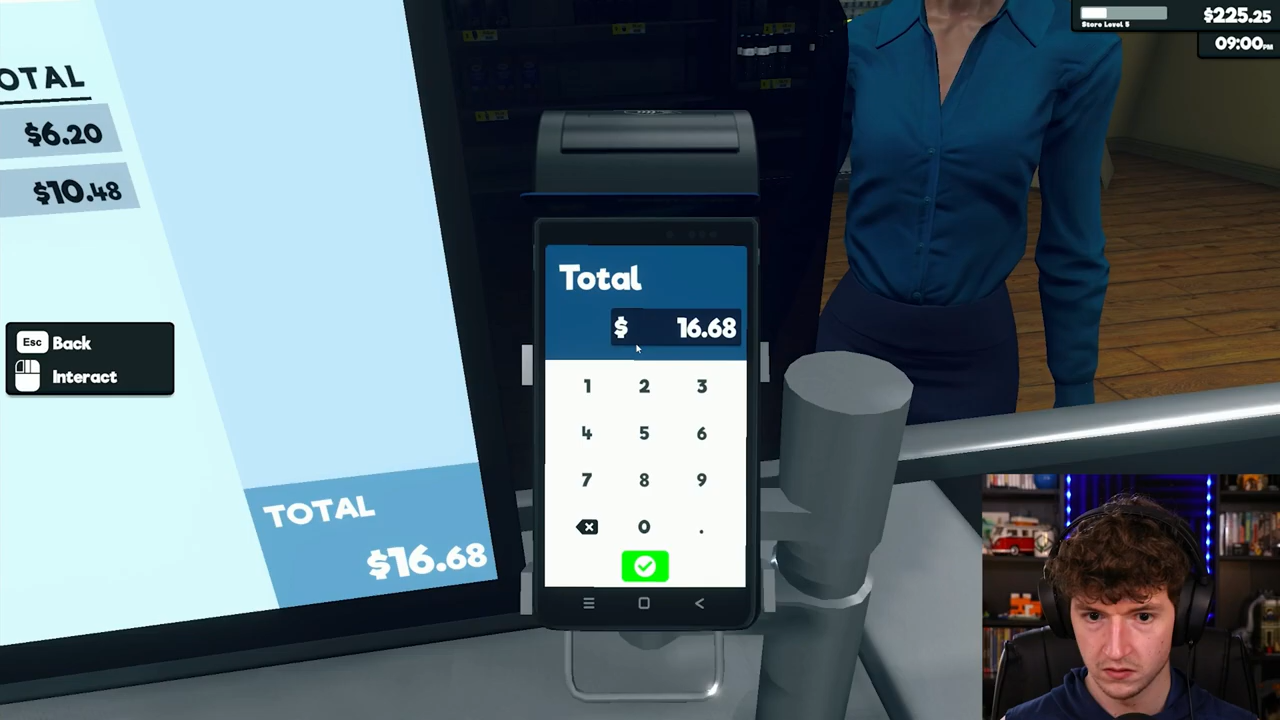 OTAL
$6.20
$10.48
Esc Back
Interact
TOTAL
$16.68
Total
$ 16.68
1 2 3
4 5 6
7 8 9
0 .
Store Level 5
$225.25
09:00PM